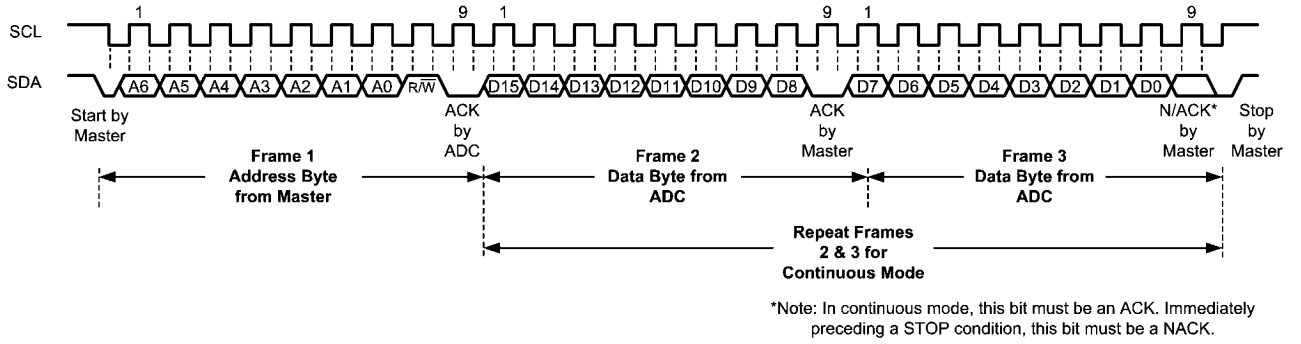 1 9 1 9 1 9
SCL
SDA A6 A5 A4 A3 A2 A1 A0 R/W̅ D15 D14 D13 D12 D11 D10 D9 D8 D7 D6 D5 D4 D3 D2 D1 D0
Start by
Master
ACK
by
ADC
ACK
by
Master
N/ACK*
by
Master
Stop
by
Master
Frame 1
Address Byte
from Master
Frame 2
Data Byte from
ADC
Frame 3
Data Byte from
ADC
Repeat Frames
2 & 3 for
Continuous Mode
*Note: In continuous mode, this bit must be an ACK. Immediately
preceding a STOP condition, this bit must be a NACK.